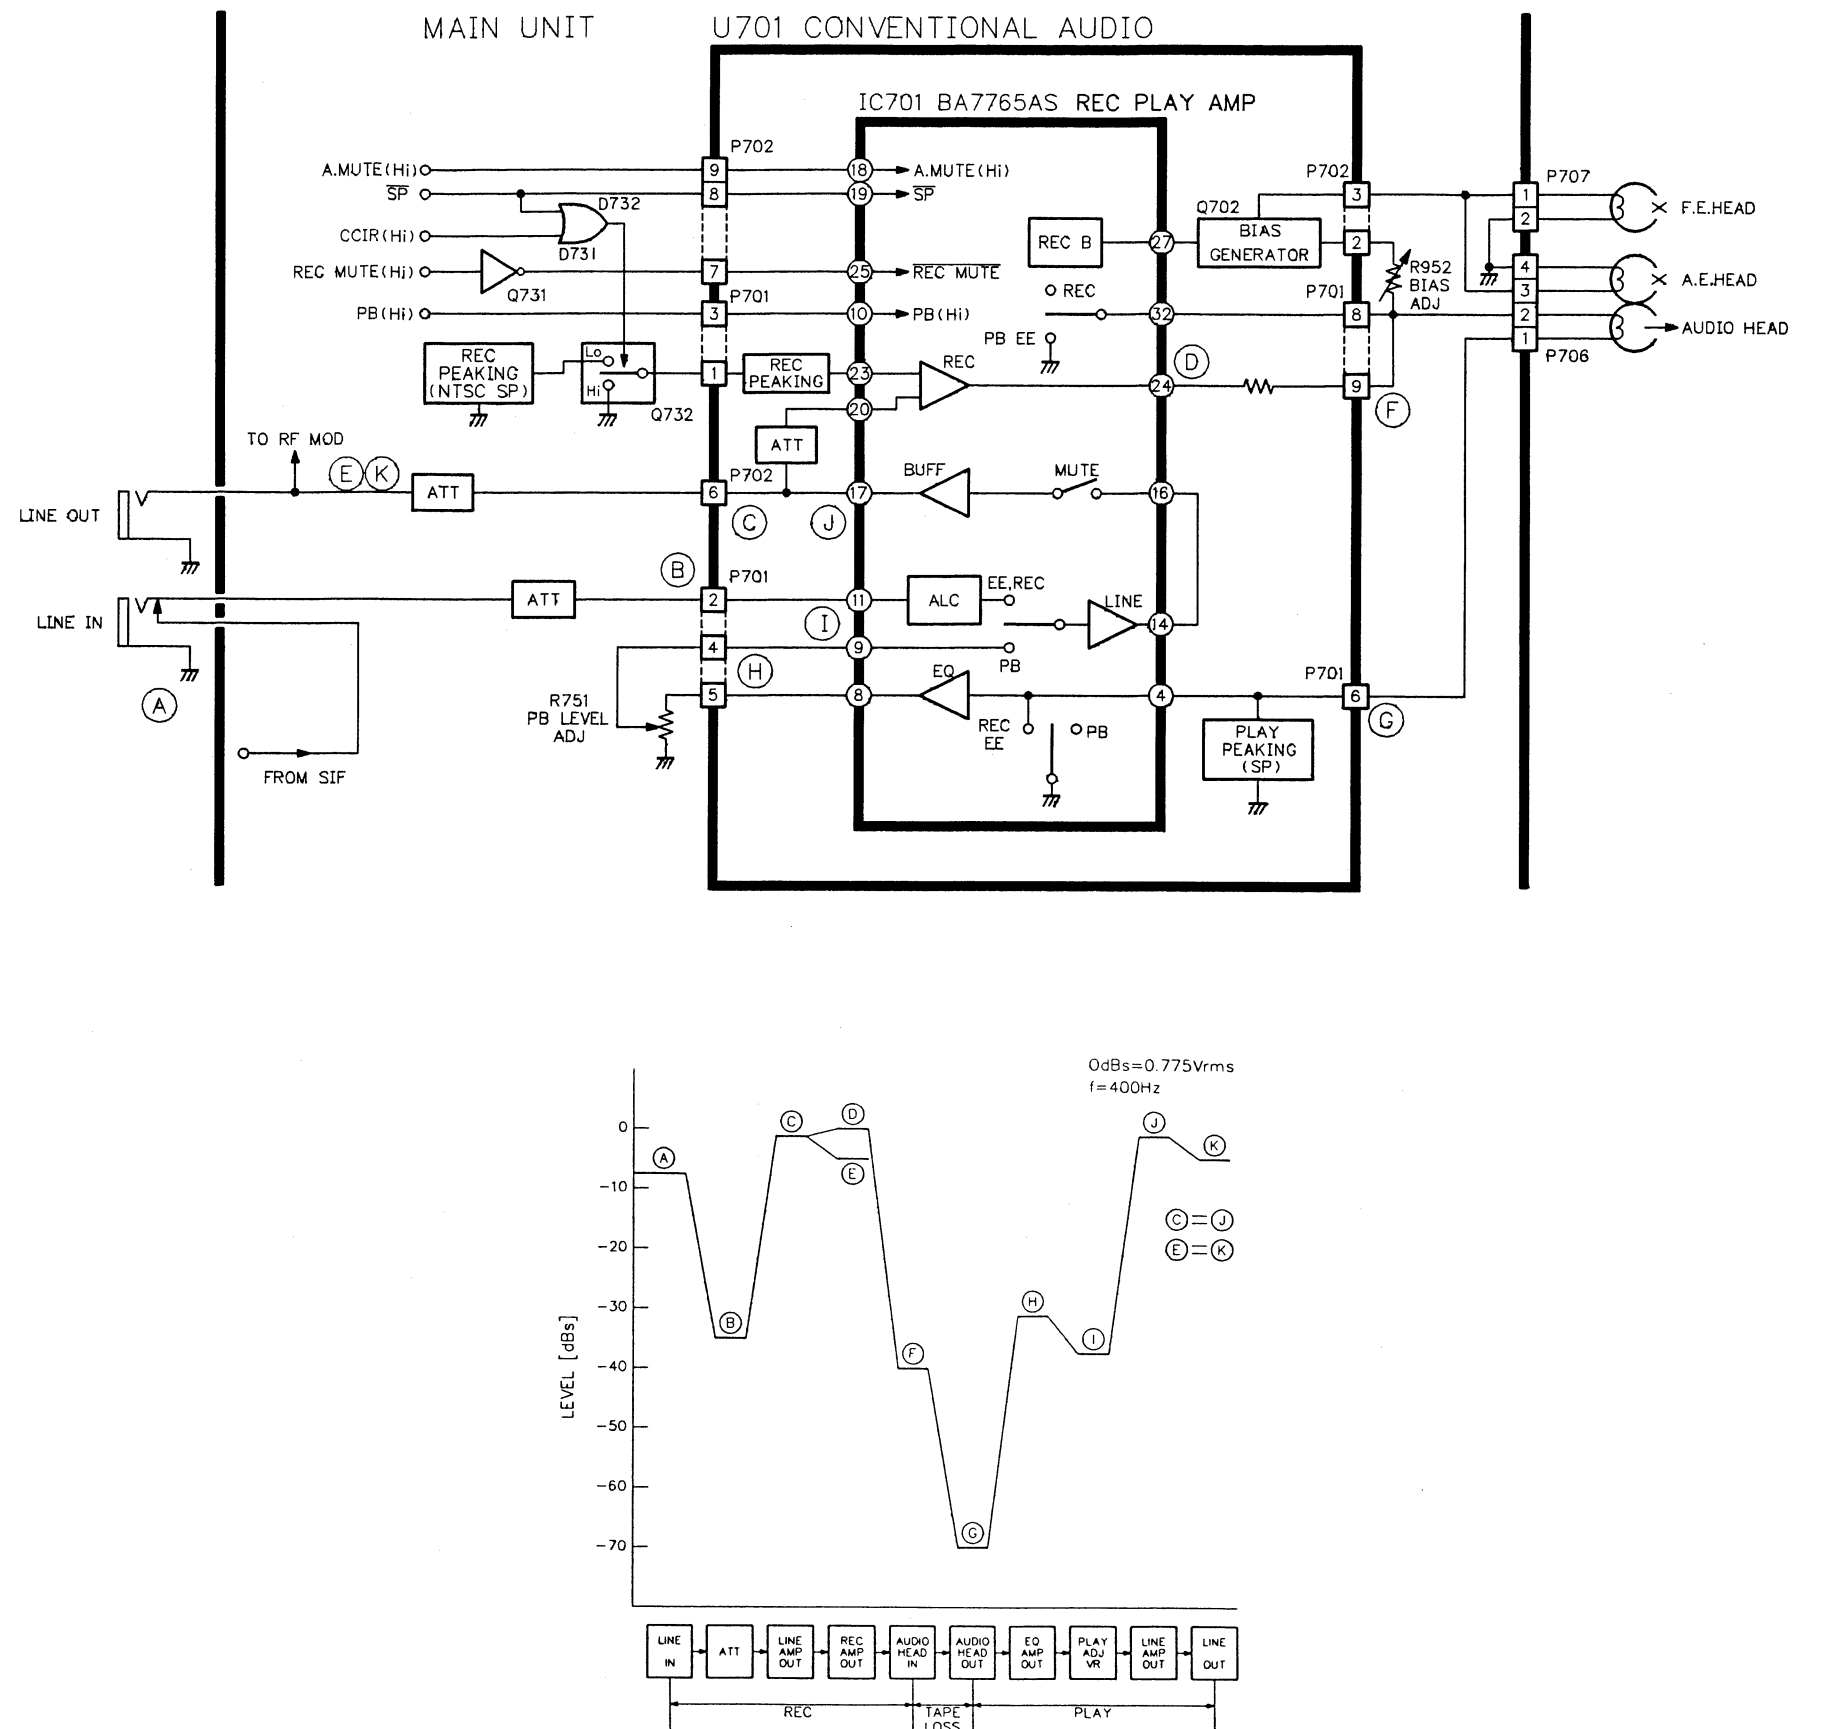 MAIN UNIT
U701 CONVENTIONAL AUDIO
IC701 BA7765AS REC PLAY AMP
P702
A.MUTE(Hi)
9
18
A.MUTE(Hi)
SP
8
19
SP
D732
CCIR(Hi)
D731
REC MUTE(Hi)
Q731
7
25
REC MUTE
P701
PB(Hi)
3
10
PB(Hi)
REC B
27
Q702
BIAS
GENERATOR
P702
3
2
R952
BIAS
ADJ
P701
8
9
F
REC
PB EE
32
D
24
P707
1
2
F.E.HEAD
4
3
A.E.HEAD
2
1
AUDIO HEAD
P706
REC
PEAKING
(NTSC SP)
Lo
Hi
Q732
1
REC
PEAKING
23
20
REC
ATT
TO RF MOD
E
K
ATT
P702
6
C
J
17
BUFF
MUTE
16
LINE OUT
B
P701
ATT
2
11
ALC
EE,REC
LINE
14
LINE IN
I
4
9
PB
H
A
R751
PB LEVEL
ADJ
5
8
EQ
4
REC
EE
PB
P701
6
G
PLAY
PEAKING
(SP)
FROM SIF
0dBs=0.775Vrms
f=400Hz
LEVEL [dBs]
0
-10
-20
-30
-40
-50
-60
-70
A
B
C
D
E
F
G
H
I
J
K
C=J
E=K
LINE
IN
ATT
LINE
AMP
OUT
REC
AMP
OUT
AUDIO
HEAD
IN
AUDIO
HEAD
OUT
EQ
AMP
OUT
PLAY
ADJ
VR
LINE
AMP
OUT
LINE
OUT
REC
TAPE
LOSS
PLAY